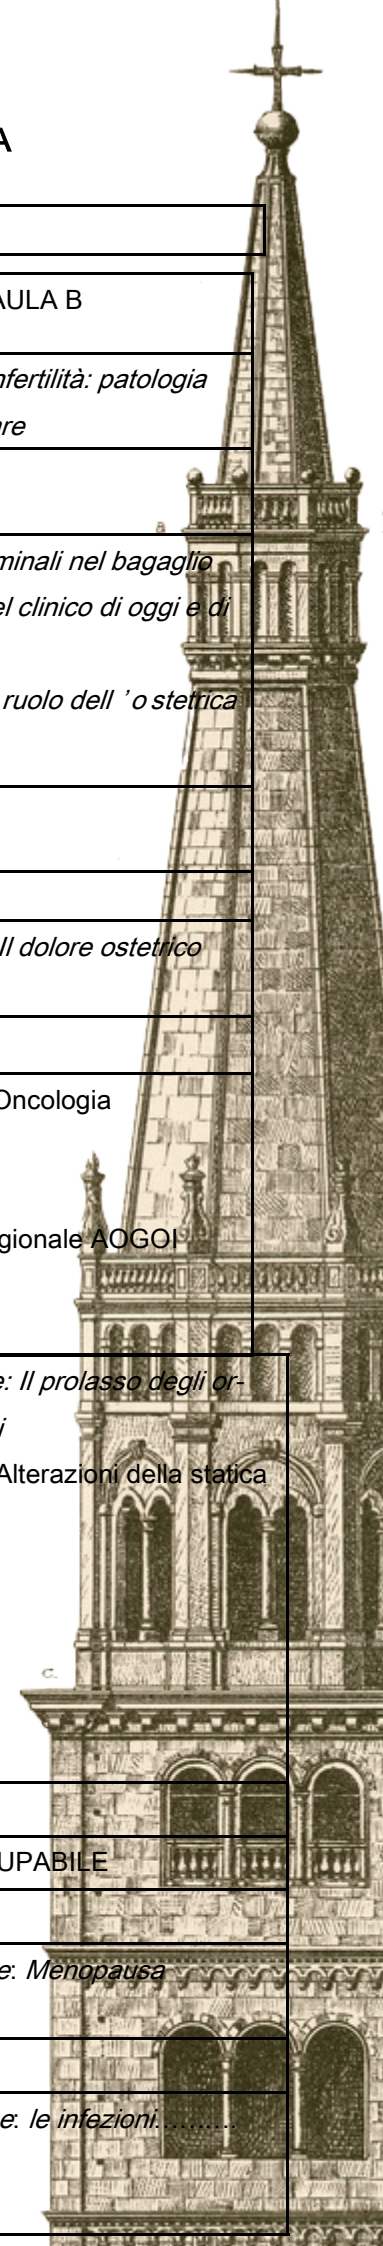 A
AULA B
nfertilità: patologia
are
a
minali nel bagaglio
el clinico di oggi e di
ruolo dell ’o stetrica
Il dolore ostetrico
Oncologia
gionale AOGOI
e: Il prolasso degli or-
i
Alterazioni della statica
c.
UPABILE
e: Menopausa
e: le infezioni..........